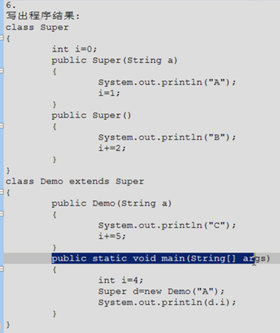 6.
写出程序结果:
class Super
{
int i=0;
public Super(String a)
{
System.out.println("A");
i=1;
}
public Super()
{
System.out.println("B");
i+=2;
}
}
class Demo extends Super
{
public Demo(String a)
{
System.out.println("C");
i+=5;
}
public static void main(String[] args)
{
int i=4;
Super d=new Demo("A");
System.out.println(d.i);
}
}